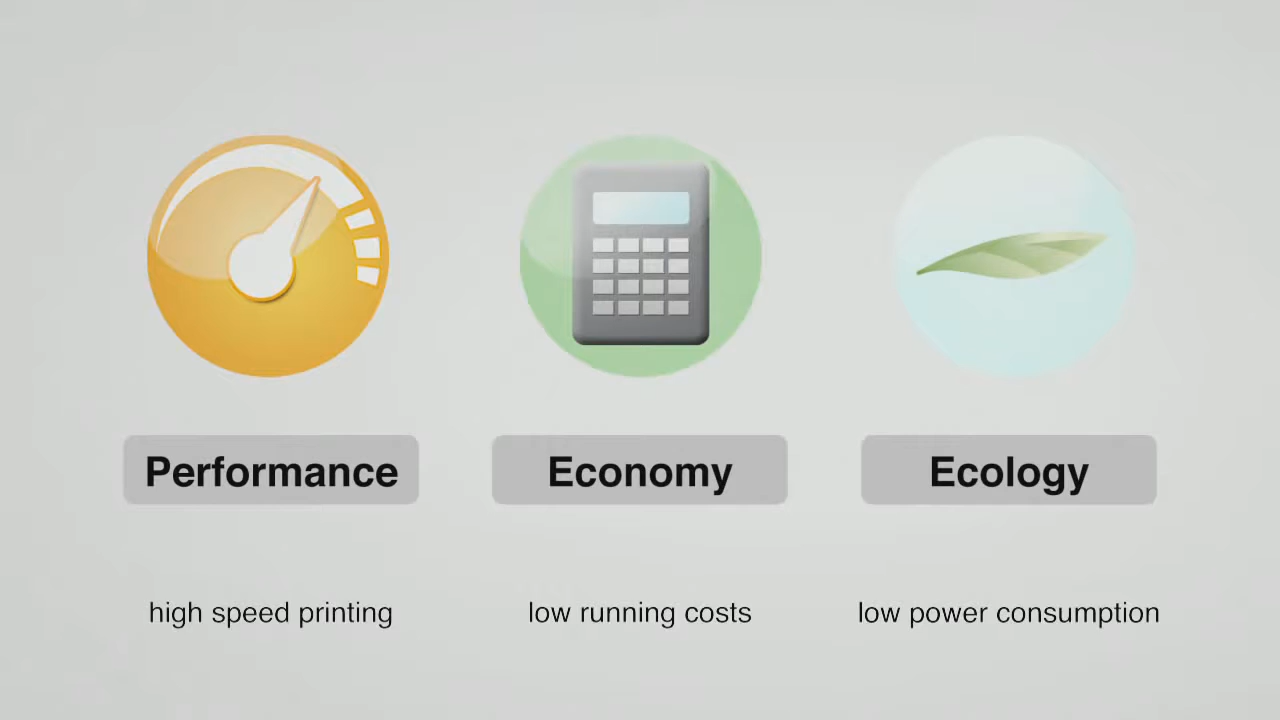 Performance
Economy
Ecology
high speed printing
low running costs
low power consumption